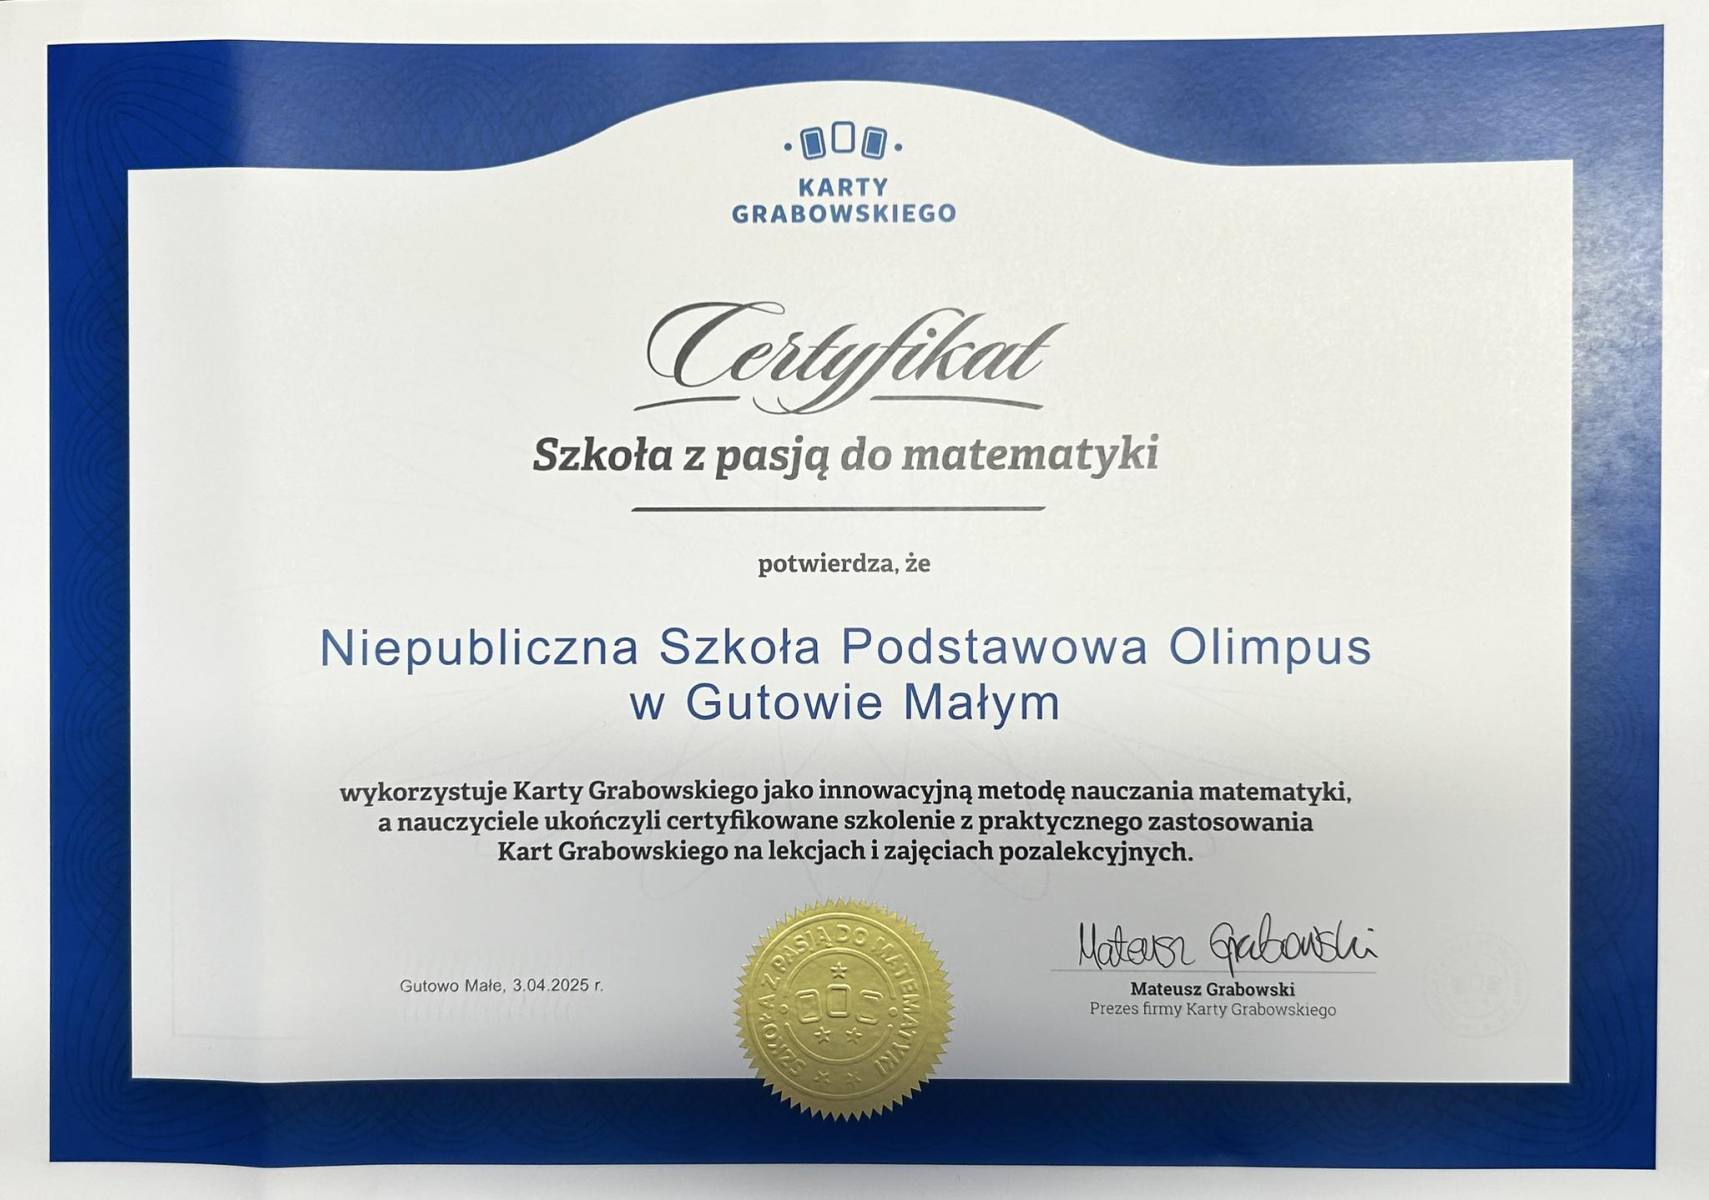 KARTY
GRABOWSKIEGO
Certyfikat
Szkoła z pasją do matematyki
potwierdza, że
Niepubliczna Szkoła Podstawowa Olimpus
w Gutowie Małym
wykorzystuje Karty Grabowskiego jako innowacyjną metodę nauczania matematyki,
a nauczyciele ukończyli certyfikowane szkolenie z praktycznego zastosowania
Kart Grabowskiego na lekcjach i zajęciach pozalekcyjnych.
Gutowo Małe, 3.04.2025 r.
SZKOŁA Z PASJĄ DO MATEMATYKI
Mateusz Grabowski
Mateusz Grabowski
Prezes firmy Karty Grabowskiego